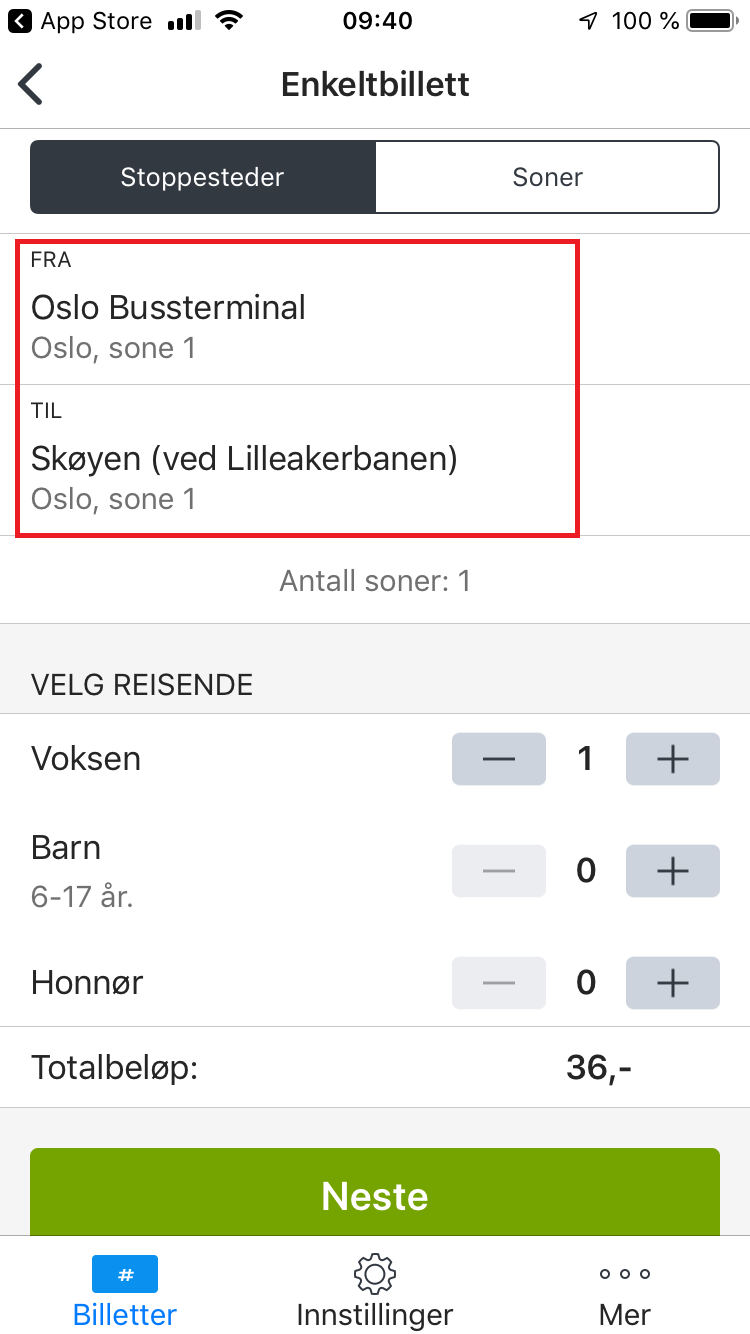 App Store 09:40 100 %
Enkeltbillett
Stoppesteder Soner
FRA
Oslo Bussterminal
Oslo, sone 1
TIL
Skøyen (ved Lilleakerbanen)
Oslo, sone 1
Antall soner: 1
VELG REISENDE
Voksen — 1 +
Barn
6-17 år.
— 0 +
Honnør — 0 +
Totalbeløp: 36,-
Neste
#
Billetter Innstillinger Mer